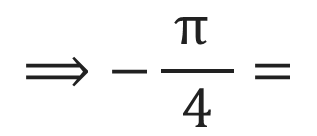 ⇒ − π/4 =